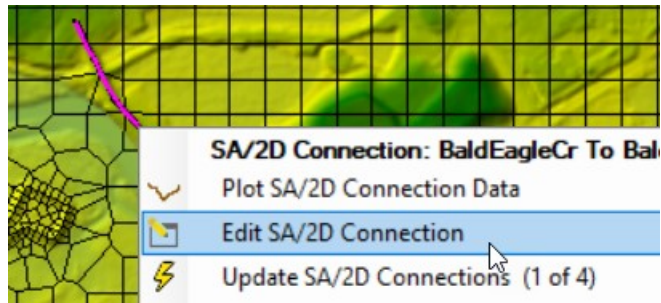 SA/2D Connection: BaldEagleCr To
Plot SA/2D Connection Data
Edit SA/2D Connection
Update SA/2D Connections (1 of 4)